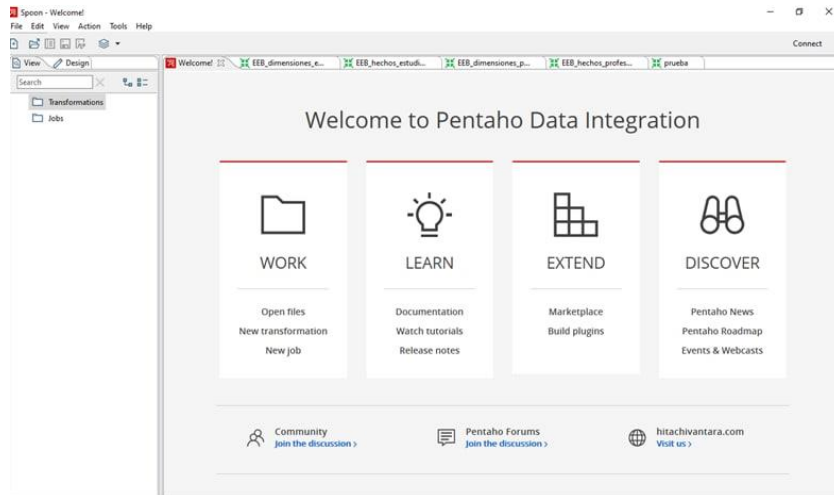 Spoon - Welcome!
File Edit View Action Tools Help
Connect
View Design
Welcome! EEB_dimensiones_e... EEB_hechos_estudi... EEB_dimensiones_p... EEB_hechos_profes... prueba
Search
Transformations
Jobs
Welcome to Pentaho Data Integration
WORK
Open files
New transformation
New job
LEARN
Documentation
Watch tutorials
Release notes
EXTEND
Marketplace
Build plugins
DISCOVER
Pentaho News
Pentaho Roadmap
Events & Webcasts
Community
Join the discussion >
Pentaho Forums
Join the discussion >
hitachivantara.com
Visit us >